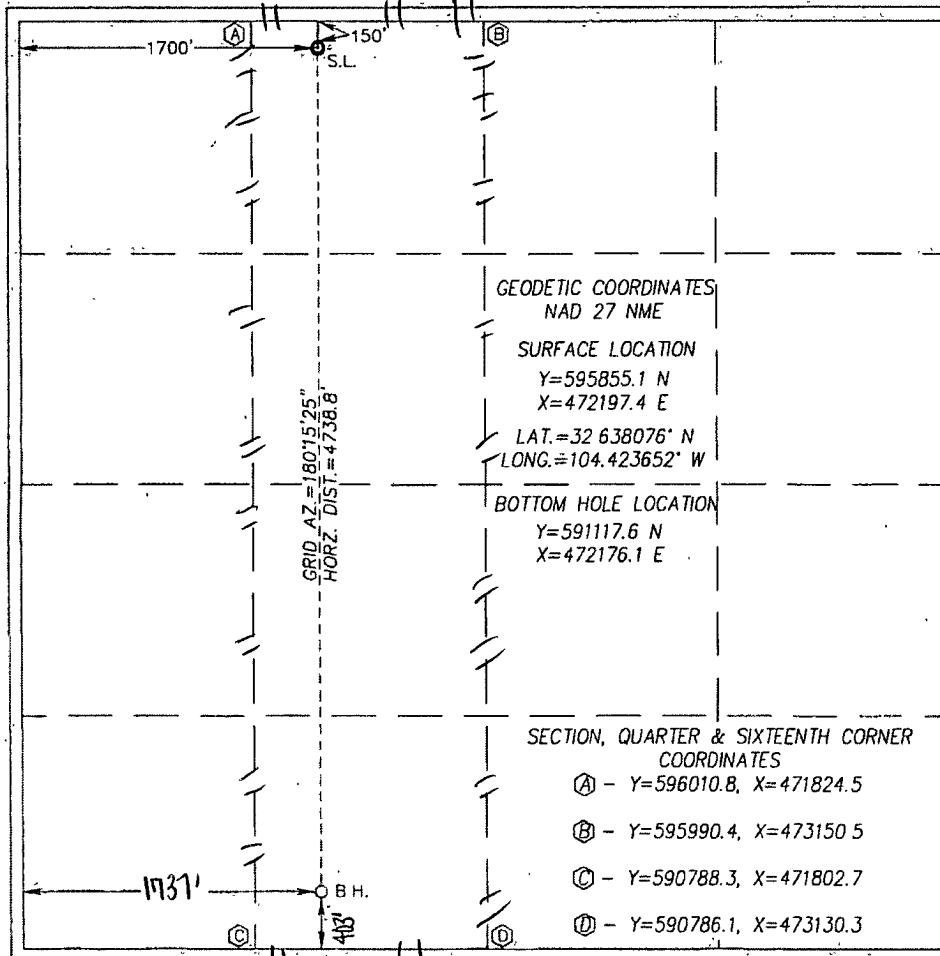 A
B
1700'
150'
S.L.
GEODETIC COORDINATES
NAD 27 NME
SURFACE LOCATION
Y=595855.1 N
X=472197.4 E
LAT.=32 638076° N
LONG.=104.423652° W
GRID AZ.=180°15'25"
HORZ. DIST.=4738.8'
BOTTOM HOLE LOCATION
Y=591117.6 N
X=472176.1 E
SECTION, QUARTER & SIXTEENTH CORNER
COORDINATES
A - Y=596010.8, X=471824.5
B - Y=595990.4, X=473150 5
C - Y=590788.3, X=471802.7
D - Y=590786.1, X=473130.3
1737'
B H.
403'
C
D